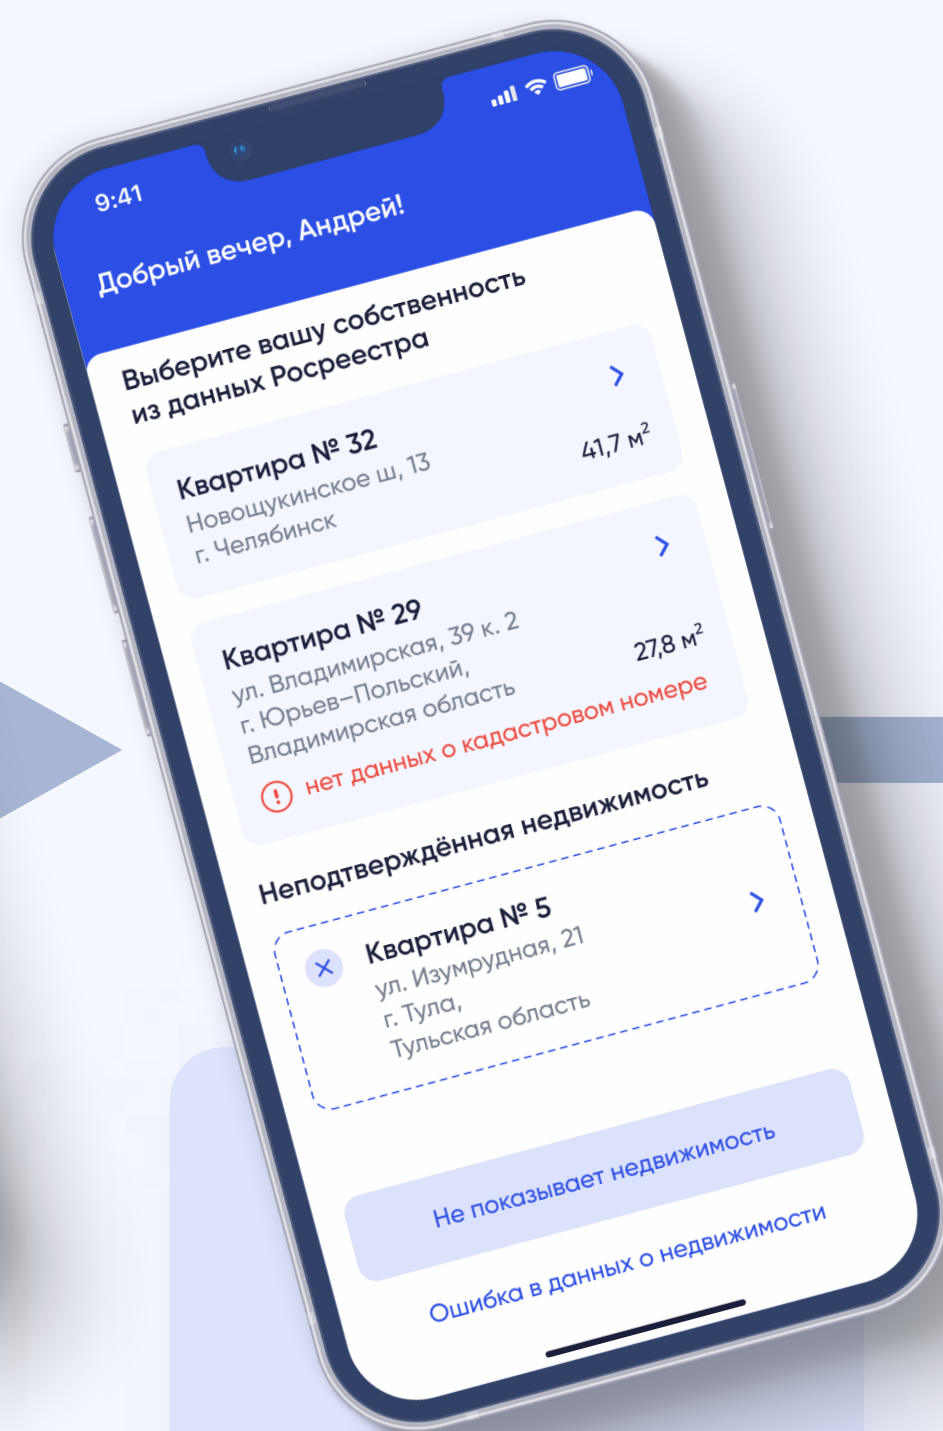 9:41
Добрый вечер, Андрей!
Выберите вашу собственность
из данных Росреестра
Квартира № 32
Новощукинское ш, 13
г. Челябинск
41,7 м²
Квартира № 29
ул. Владимирская, 39 к. 2
г. Юрьев–Польский,
Владимирская область
27,8 м²
нет данных о кадастровом номере
Неподтверждённая недвижимость
Квартира № 5
ул. Изумрудная, 21
г. Тула,
Тульская область
Не показывает недвижимость
Ошибка в данных о недвижимости